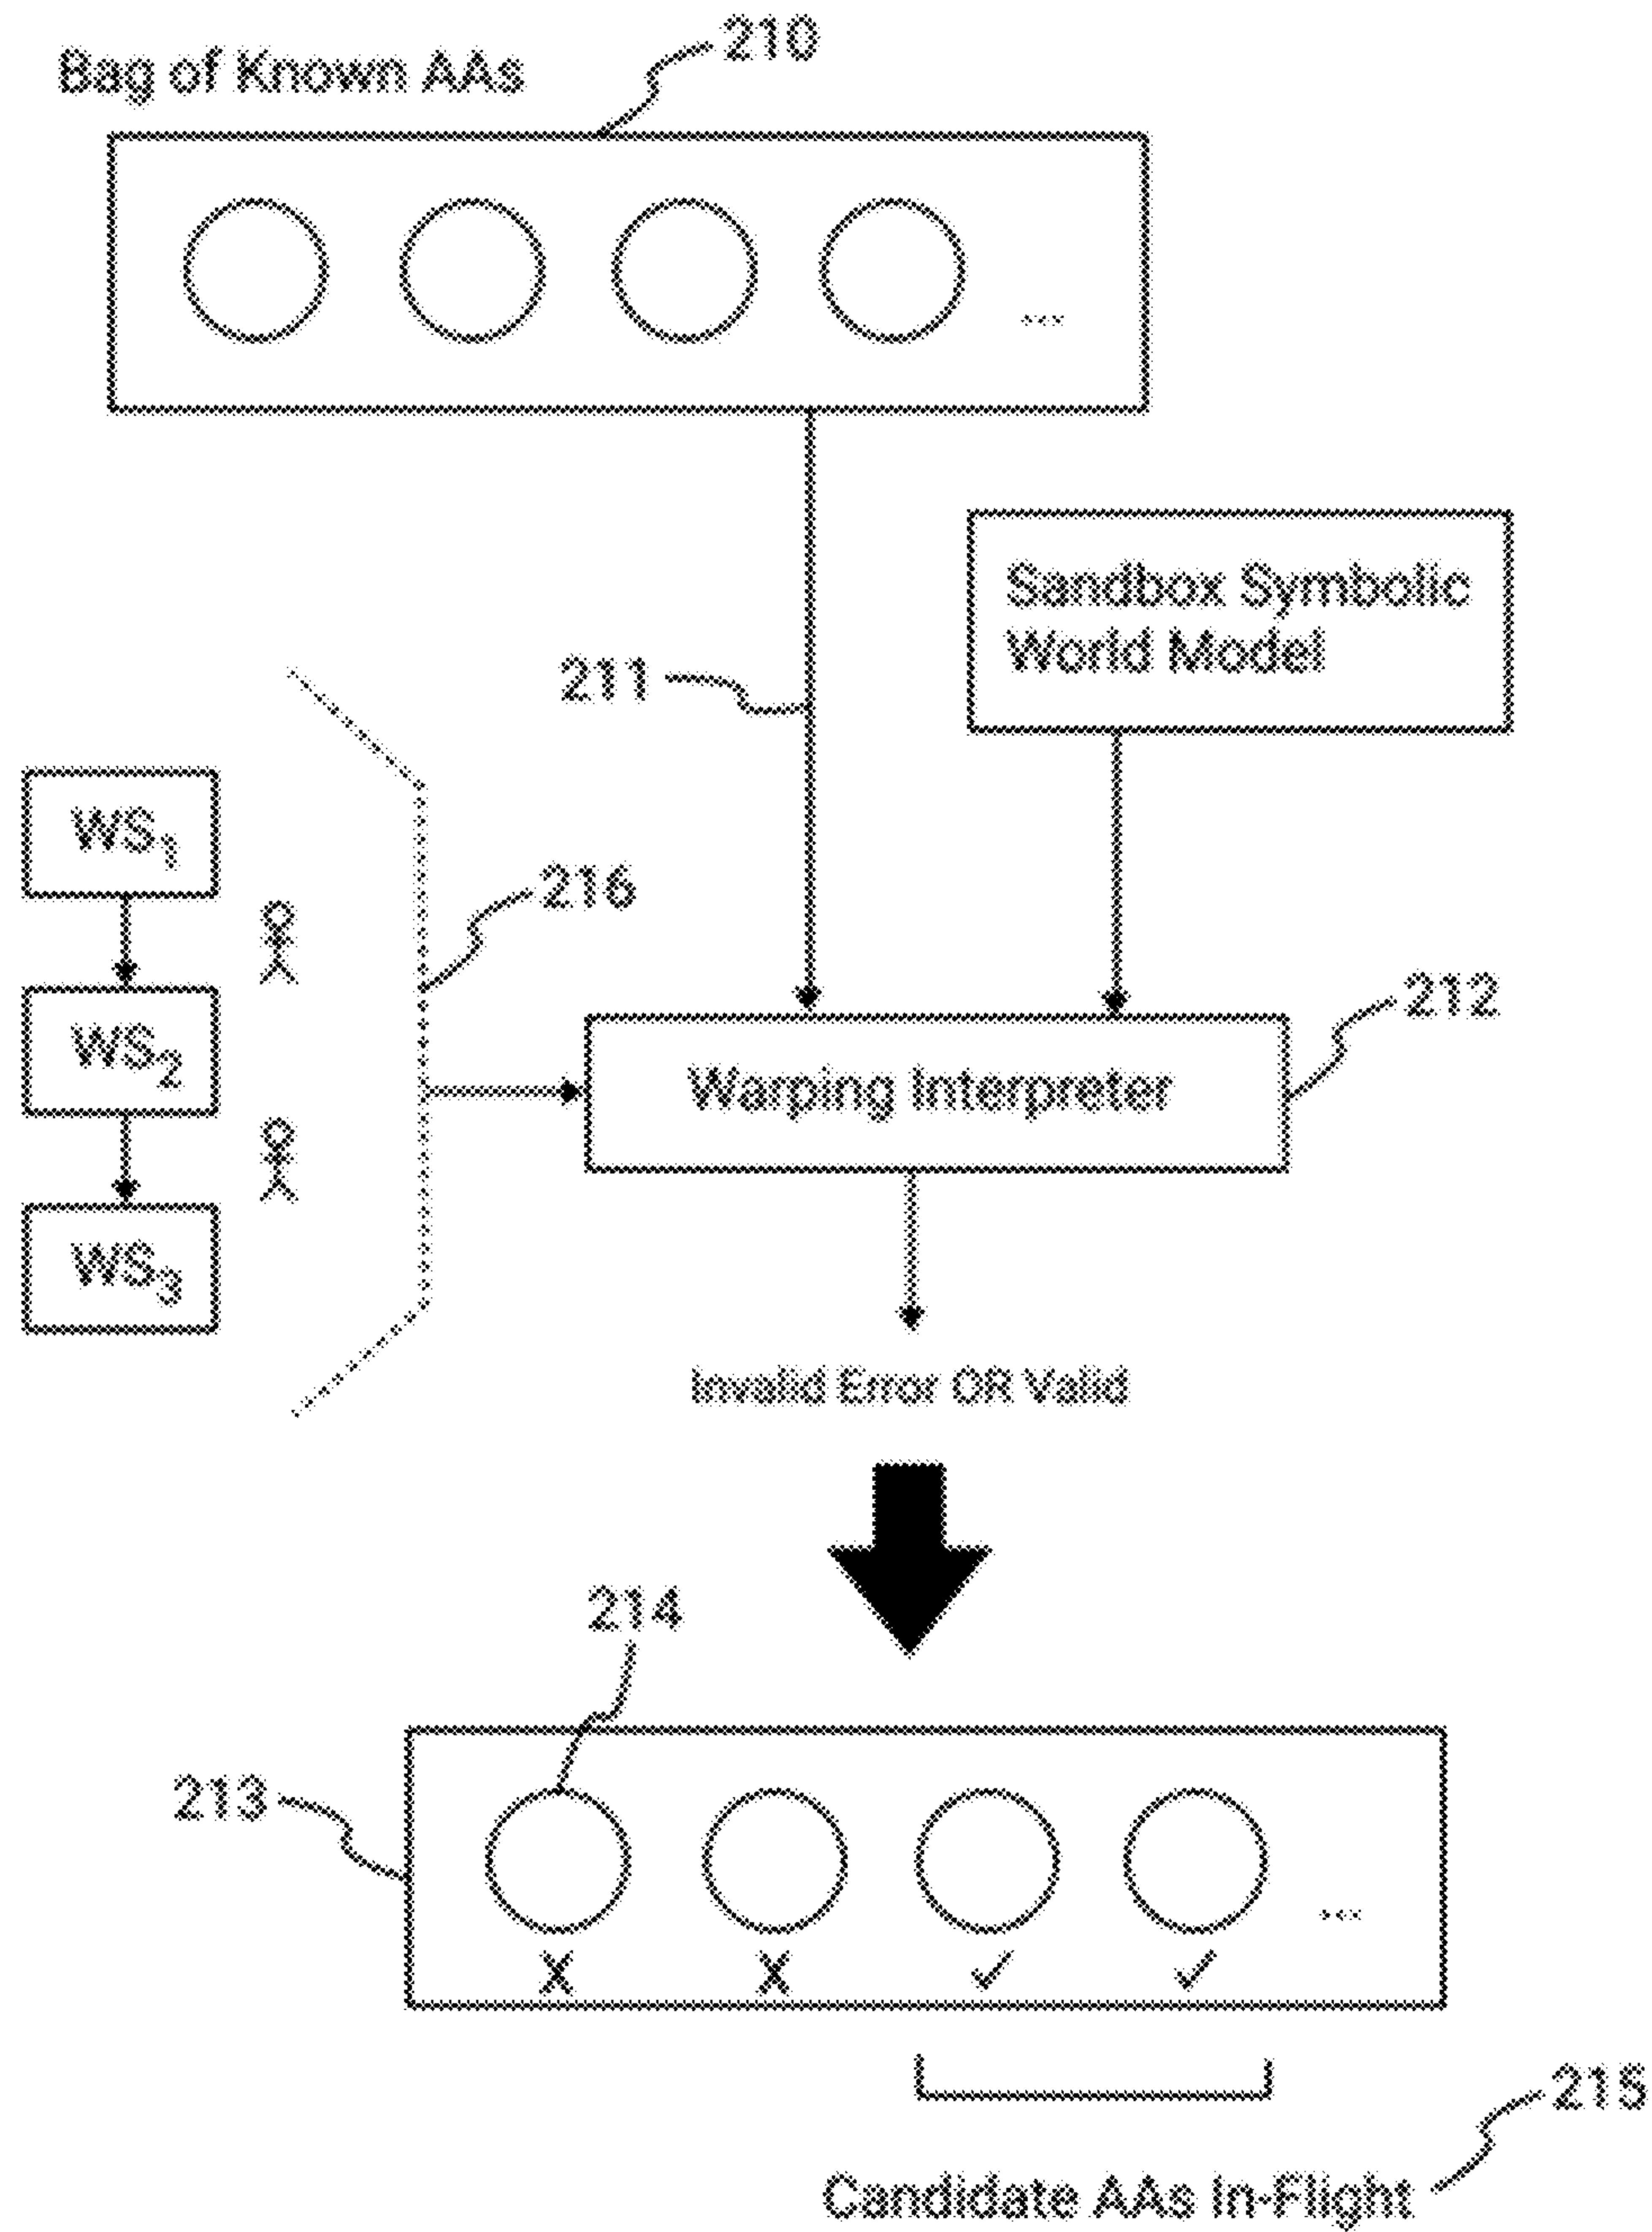 210
Bag of Known AAs
...
Sandbox Symbolic
World Model
211
WS1
216
212
WS2
Warping Interpreter
WS3
Invalid Error OR Valid
214
213
...
X X ✓ ✓
215
Candidate AAs In-Flight